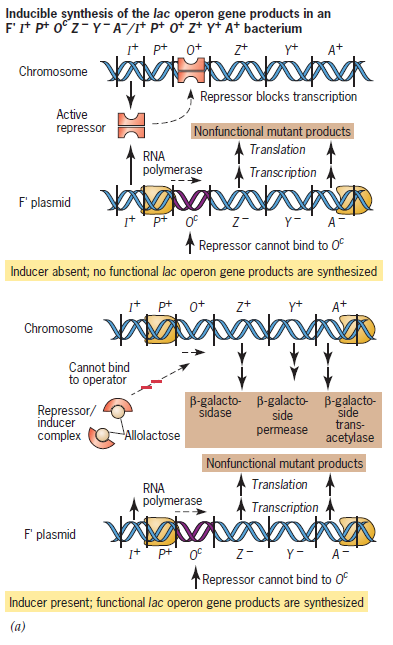 Inducible synthesis of the lac operon gene products in an
F' I+ P+ Oc Z– Y– A–/I+ P+ O+ Z+ Y+ A+ bacterium
I+ P+ O+ Z+ Y+ A+
Chromosome
Repressor blocks transcription
Active
repressor
Nonfunctional mutant products
RNA
polymerase
Translation
Transcription
F' plasmid
I+ P+ Oc Z– Y– A–
Repressor cannot bind to Oc
Inducer absent; no functional lac operon gene products are synthesized
I+ P+ O+ Z+ Y+ A+
Chromosome
Cannot bind
to operator
Repressor/
inducer
complex
Allolactose
β-galacto-
sidase
β-galacto-
side
permease
β-galacto-
side
trans-
acetylase
Nonfunctional mutant products
RNA
polymerase
Translation
Transcription
F' plasmid
I+ P+ Oc Z– Y– A–
Repressor cannot bind to Oc
Inducer present; functional lac operon gene products are synthesized
(a)